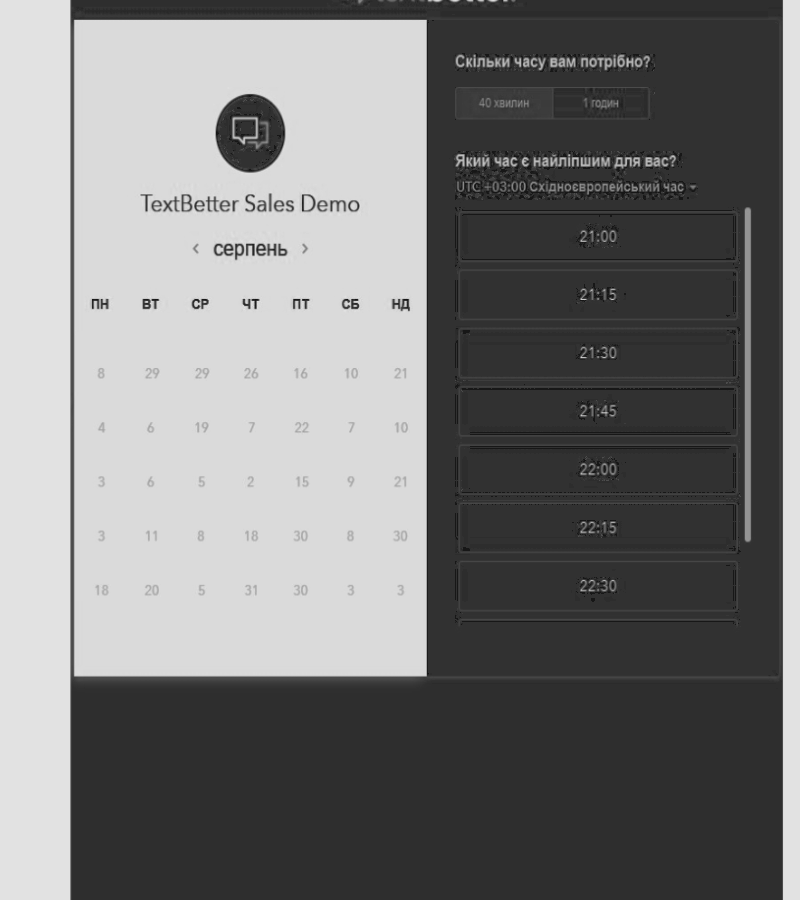 TextBetter Sales Demo
серпень
ПН ВТ СР ЧТ ПТ СБ НД
8 29 29 26 16 10 21
4 6 19 7 22 7 10
3 6 5 2 15 9 21
3 11 8 18 30 8 30
18 20 5 31 30 3 3
Скільки часу вам потрібно?
40 хвилин 1 годин
Який час є найліпшим для вас?
UTC +03:00 Східноєвропейський час
21:00
21:15
21:30
21:45
22:00
22:15
22:30